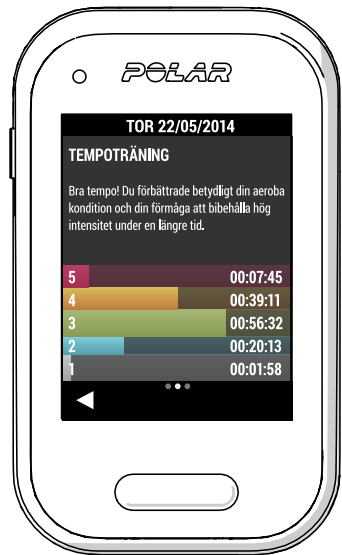 POLAR
TOR 22/05/2014
TEMPOTRÄNING
Bra tempo! Du förbättrade betydligt din aeroba
kondition och din förmåga att bibehålla hög
intensitet under en längre tid.
5 00:07:45
4 00:39:11
3 00:56:32
2 00:20:13
1 00:01:58